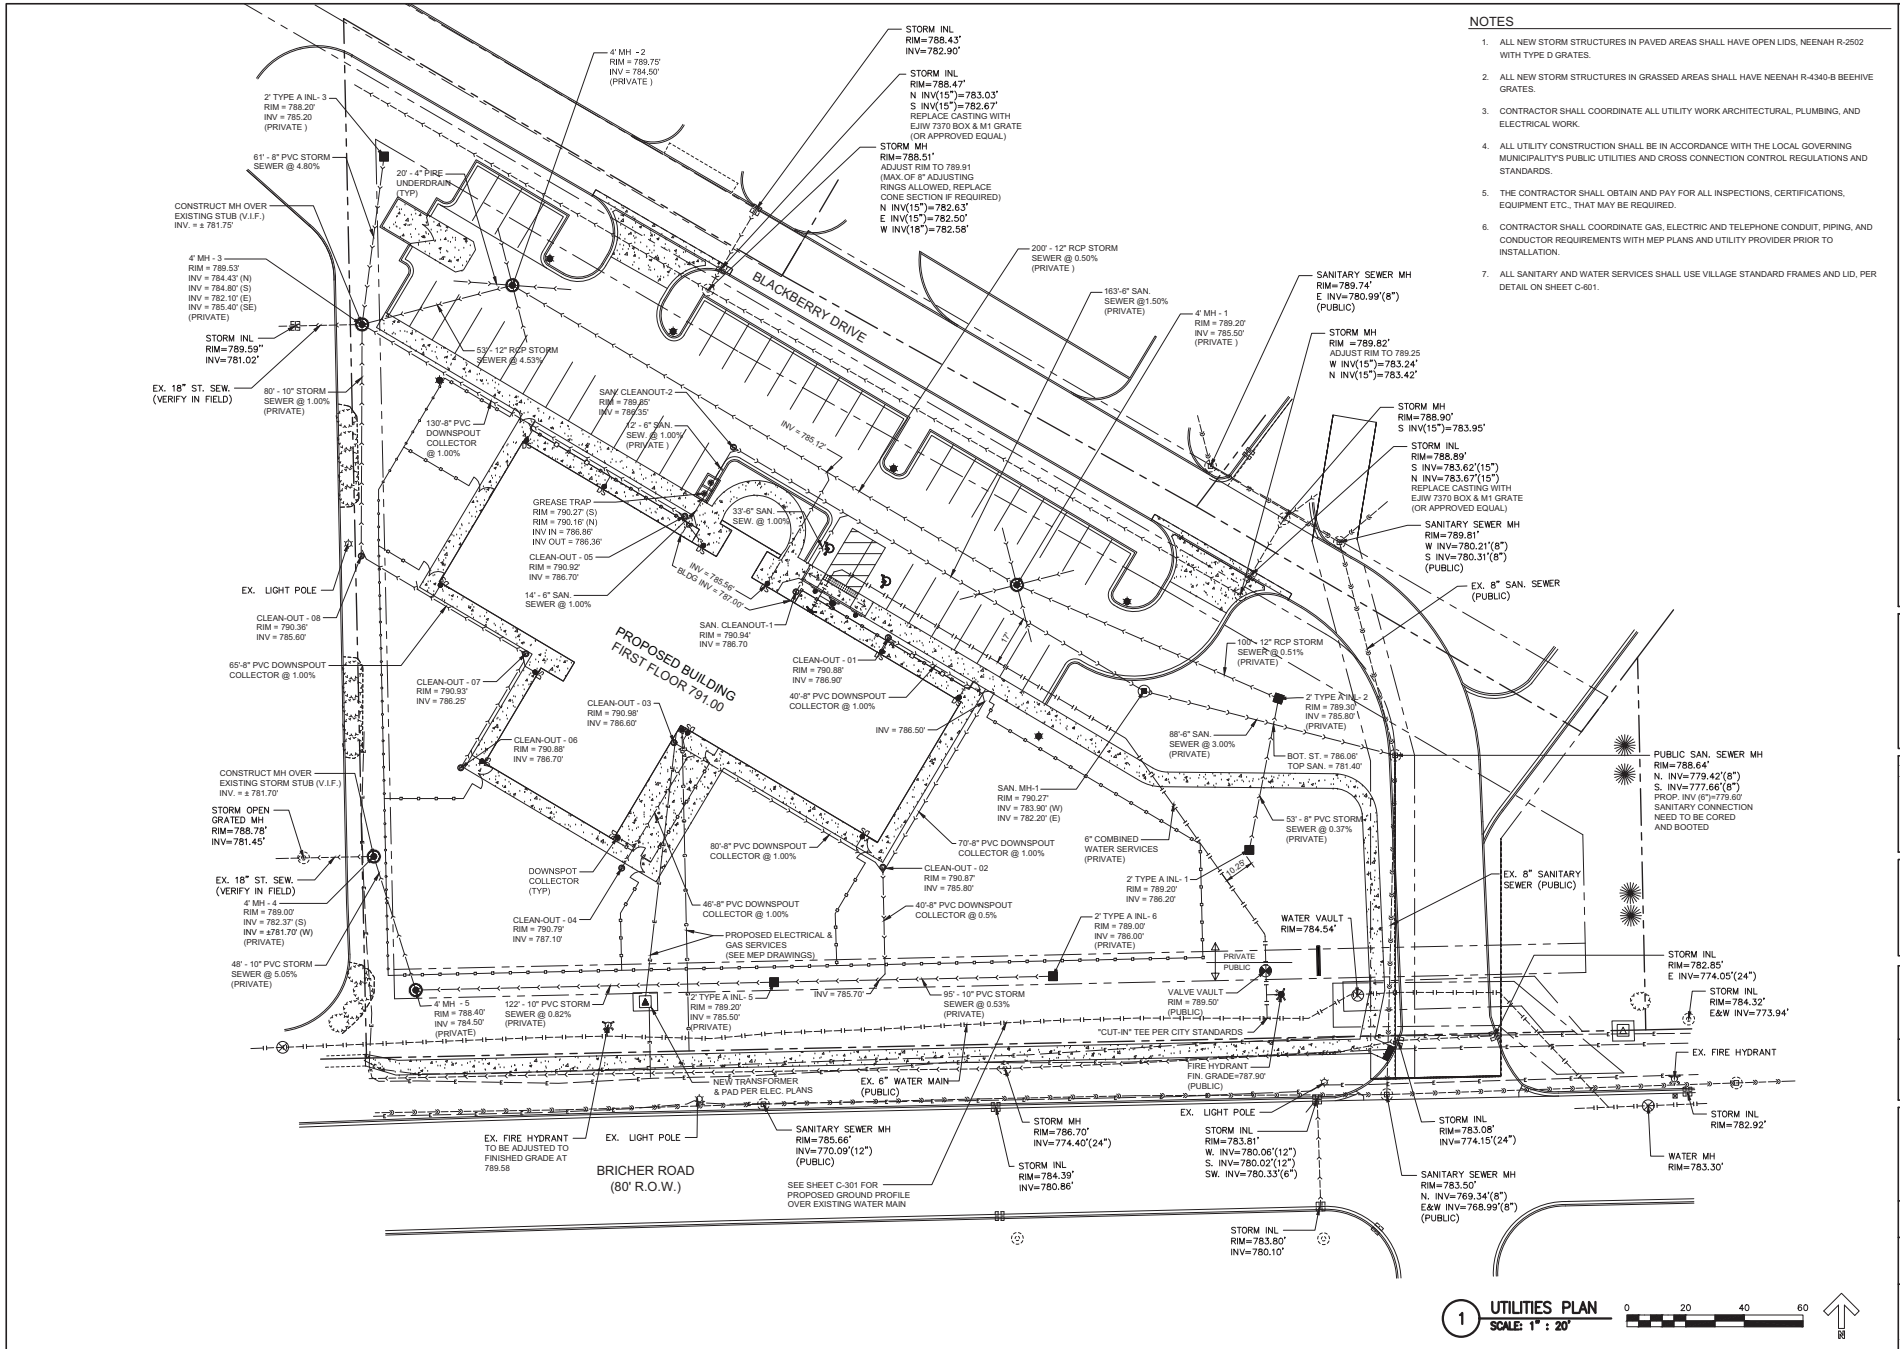 NOTES
1. ALL NEW STORM STRUCTURES IN PAVED AREAS SHALL HAVE OPEN LIDS, NEENAH R-2502
WITH TYPE D GRATES.
2. ALL NEW STORM STRUCTURES IN GRASSED AREAS SHALL HAVE NEENAH R-4340-B BEEHIVE
GRATES.
3. CONTRACTOR SHALL COORDINATE ALL UTILITY WORK ARCHITECTURAL, PLUMBING, AND
ELECTRICAL WORK.
4. ALL UTILITY CONSTRUCTION SHALL BE IN ACCORDANCE WITH THE LOCAL GOVERNING
MUNICIPALITY'S PUBLIC UTILITIES AND CROSS CONNECTION CONTROL REGULATIONS AND
STANDARDS.
5. THE CONTRACTOR SHALL OBTAIN AND PAY FOR ALL INSPECTIONS, CERTIFICATIONS,
EQUIPMENT ETC., THAT MAY BE REQUIRED.
6. CONTRACTOR SHALL COORDINATE GAS, ELECTRIC AND TELEPHONE CONDUIT, PIPING, AND
CONDUCTOR REQUIREMENTS WITH MEP PLANS AND UTILITY PROVIDER PRIOR TO
INSTALLATION.
7. ALL SANITARY AND WATER SERVICES SHALL USE VILLAGE STANDARD FRAMES AND LID, PER
DETAIL ON SHEET C-601.
STORM INL
RIM=788.43'
INV=782.90'
STORM INL
RIM=788.47'
N INV(15")=783.03'
S INV(15")=782.67'
REPLACE CASTING WITH
EJIW 7370 BOX & M1 GRATE
(OR APPROVED EQUAL)
STORM MH
RIM=788.51'
ADJUST RIM TO 789.91
(MAX. OF 8" ADJUSTING
RINGS ALLOWED, REPLACE
CONE SECTION IF REQUIRED)
N INV(15")=782.63'
E INV(15")=782.50'
W INV(18")=782.58'
4' MH - 2
RIM = 789.75'
INV = 784.50'
(PRIVATE )
2' TYPE A INL- 3
RIM = 788.20'
INV = 785.20
(PRIVATE )
61' - 8" PVC STORM
SEWER @ 4.80%
20' - 4" PIPE
UNDERDRAIN
(TYP)
CONSTRUCT MH OVER
EXISTING STUB (V.I.F.)
INV. = ± 781.75'
4' MH - 3
RIM = 789.53'
INV = 784.43' (N)
INV = 784.80' (S)
INV = 782.10' (E)
INV = 785.40' (SE)
(PRIVATE)
STORM INL
RIM=789.59"
INV=781.02'
EX. 18" ST. SEW.
(VERIFY IN FIELD)
80' - 10" STORM
SEWER @ 1.00%
(PRIVATE)
53' - 12" RCP STORM
SEWER @ 4.53%
130'-8" PVC
DOWNSPOUT
COLLECTOR
@ 1.00%
SAN. CLEANOUT-2
RIM = 789.85'
INV = 786.35'
12' - 6" SAN.
SEW. @ 1.00%
(PRIVATE )
INV = 785.12'
BLACKBERRY DRIVE
200' - 12" RCP STORM
SEWER @ 0.50%
(PRIVATE )
163'-6" SAN.
SEWER @1.50%
(PRIVATE)
4' MH - 1
RIM = 789.20'
INV = 785.50'
(PRIVATE )
SANITARY SEWER MH
RIM=789.74'
E INV=780.99'(8")
(PUBLIC)
STORM MH
RIM =789.82'
ADJUST RIM TO 789.25
W INV(15")=783.24'
N INV(15")=783.42'
STORM MH
RIM=788.90'
S INV(15")=783.95'
STORM INL
RIM=788.89'
S INV=783.62'(15")
N INV=783.67'(15")
REPLACE CASTING WITH
EJIW 7370 BOX & M1 GRATE
(OR APPROVED EQUAL)
SANITARY SEWER MH
RIM=789.81'
W INV=780.21'(8")
S INV=780.31'(8")
(PUBLIC)
EX. 8" SAN. SEWER
(PUBLIC)
GREASE TRAP
RIM = 790.27' (S)
RIM = 790.16' (N)
INV IN = 786.86'
INV OUT = 786.36'
CLEAN-OUT - 05
RIM = 790.92'
INV = 786.70'
14' - 6" SAN.
SEWER @ 1.00%
33'-6" SAN.
SEW. @ 1.00%
INV = 785.56'
BLDG INV = 787.00'
SAN. CLEANOUT-1
RIM = 790.94'
INV = 786.70
17'
EX. LIGHT POLE
CLEAN-OUT - 08
RIM = 790.36'
INV = 785.60'
65'-8" PVC DOWNSPOUT
COLLECTOR @ 1.00%
CLEAN-OUT - 07
RIM = 790.93'
INV = 786.25'
PROPOSED BUILDING
FIRST FLOOR 791.00
CLEAN-OUT - 03
RIM = 790.98'
INV = 786.60'
CLEAN-OUT - 01
RIM = 790.88'
INV = 786.90'
40'-8" PVC DOWNSPOUT
COLLECTOR @ 1.00%
INV = 786.50'
100' - 12" RCP STORM
SEWER @ 0.51%
(PRIVATE)
2' TYPE A INL- 2
RIM = 789.30'
INV = 785.80'
(PRIVATE)
88'-6" SAN.
SEWER @ 3.00%
(PRIVATE)
BOT. ST. = 786.06'
TOP SAN. = 781.40'
CLEAN-OUT - 06
RIM = 790.88'
INV = 786.70'
PUBLIC SAN. SEWER MH
RIM=788.64'
N. INV=779.42'(8")
S. INV=777.66'(8")
PROP. INV (6")=779.60'
SANITARY CONNECTION
NEED TO BE CORED
AND BOOTED
CONSTRUCT MH OVER
EXISTING STORM STUB (V.I.F.)
INV. = ± 781.70'
STORM OPEN
GRATED MH
RIM=788.78'
INV=781.45'
EX. 18" ST. SEW.
(VERIFY IN FIELD)
4' MH - 4
RIM = 789.00'
INV = 782.37' (S)
INV = ±781.70' (W)
(PRIVATE)
48' - 10" PVC STORM
SEWER @ 5.05%
(PRIVATE)
SAN. MH-1
RIM = 790.27'
INV = 783.90' (W)
INV = 782.20' (E)
6" COMBINED
WATER SERVICES
(PRIVATE)
53' - 8" PVC STORM
SEWER @ 0.37%
(PRIVATE)
80'-8" PVC DOWNSPOUT
COLLECTOR @ 1.00%
70'-8" PVC DOWNSPOUT
COLLECTOR @ 1.00%
CLEAN-OUT - 02
RIM = 790.87'
INV = 785.80'
DOWNSPOT
COLLECTOR
(TYP)
2' TYPE A INL- 1
RIM = 789.20'
INV = 786.20'
10.25'
EX. 8" SANITARY
SEWER (PUBLIC)
CLEAN-OUT - 04
RIM = 790.79'
INV = 787.10'
46'-8" PVC DOWNSPOUT
COLLECTOR @ 1.00%
40'-8" PVC DOWNSPOUT
COLLECTOR @ 0.5%
2' TYPE A INL- 6
RIM = 789.00'
INV = 786.00'
(PRIVATE)
WATER VAULT
RIM=784.54'
PROPOSED ELECTRICAL &
GAS SERVICES
(SEE MEP DRAWINGS)
PRIVATE
PUBLIC
4' MH - 5
RIM = 788.40'
INV = 784.50'
(PRIVATE)
122' - 10" PVC STORM
SEWER @ 0.82%
(PRIVATE)
2' TYPE A INL- 5
RIM = 789.20'
INV = 785.50'
(PRIVATE)
INV = 785.70'
95' - 10" PVC STORM
SEWER @ 0.53%
(PRIVATE)
VALVE VAULT
RIM = 789.50'
(PUBLIC)
"CUT-IN" TEE PER CITY STANDARDS
STORM INL
RIM=782.85'
E INV=774.05'(24")
STORM INL
RIM=784.32'
E&W INV=773.94'
EX. FIRE HYDRANT
FIRE HYDRANT
FIN. GRADE=787.90'
(PUBLIC)
NEW TRANSFORMER
& PAD PER ELEC. PLANS
EX. 6" WATER MAIN
(PUBLIC)
EX. LIGHT POLE
STORM INL
RIM=782.92'
EX. FIRE HYDRANT
TO BE ADJUSTED TO
FINISHED GRADE AT
789.58
EX. LIGHT POLE
SANITARY SEWER MH
RIM=785.66'
INV=770.09'(12")
(PUBLIC)
STORM MH
RIM=786.70'
INV=774.40'(24")
STORM INL
RIM=783.81'
W. INV=780.06'(12")
S. INV=780.02'(12")
SW. INV=780.33'(6")
STORM INL
RIM=783.08'
INV=774.15'(24")
WATER MH
RIM=783.30'
BRICHER ROAD
(80' R.O.W.)
STORM INL
RIM=784.39'
INV=780.86'
SEE SHEET C-301 FOR
PROPOSED GROUND PROFILE
OVER EXISTING WATER MAIN
SANITARY SEWER MH
RIM=783.50'
N. INV=769.34'(8")
E&W INV=768.99'(8")
(PUBLIC)
STORM INL
RIM=783.80'
INV=780.10'
1
UTILITIES PLAN
SCALE: 1" : 20'
0 20 40 60
N